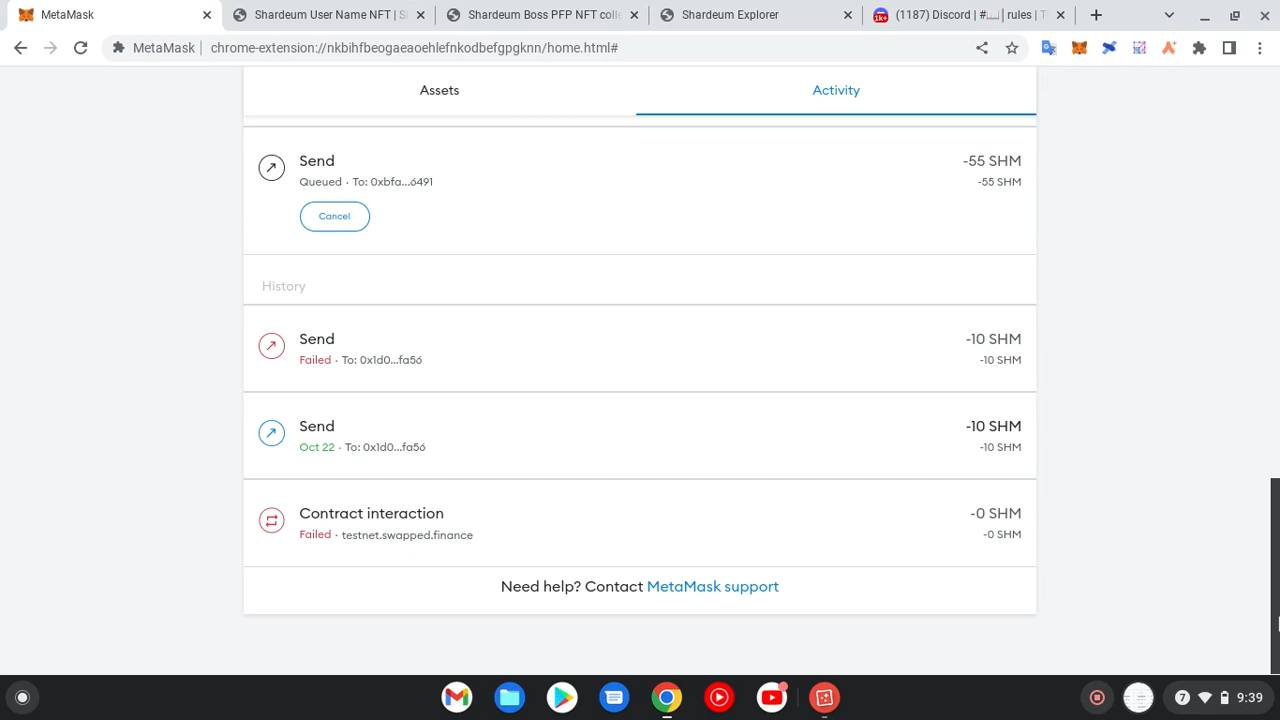 MetaMask
Shardeum User Name NFT | S
Shardeum Boss PFP NFT colle
Shardeum Explorer
(1187) Discord | #📖 | rules | T
MetaMask
chrome-extension://nkbihfbeogaeaoehlefnkodbefgpgknn/home.html#
Assets
Activity
Send
-55 SHM
Queued · To: 0xbfa...6491
-55 SHM
Cancel
History
Send
-10 SHM
Failed · To: 0x1d0...fa56
-10 SHM
Send
-10 SHM
Oct 22 · To: 0x1d0...fa56
-10 SHM
Contract interaction
-0 SHM
Failed · testnet.swapped.finance
-0 SHM
Need help? Contact MetaMask support
7
9:39